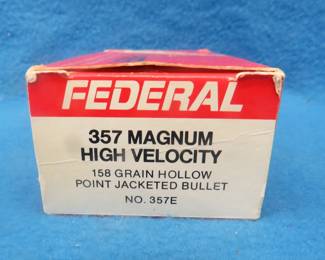 FEDERAL
357 MAGNUM
HIGH VELOCITY
158 GRAIN HOLLOW
POINT JACKETED BULLET
NO. 357E